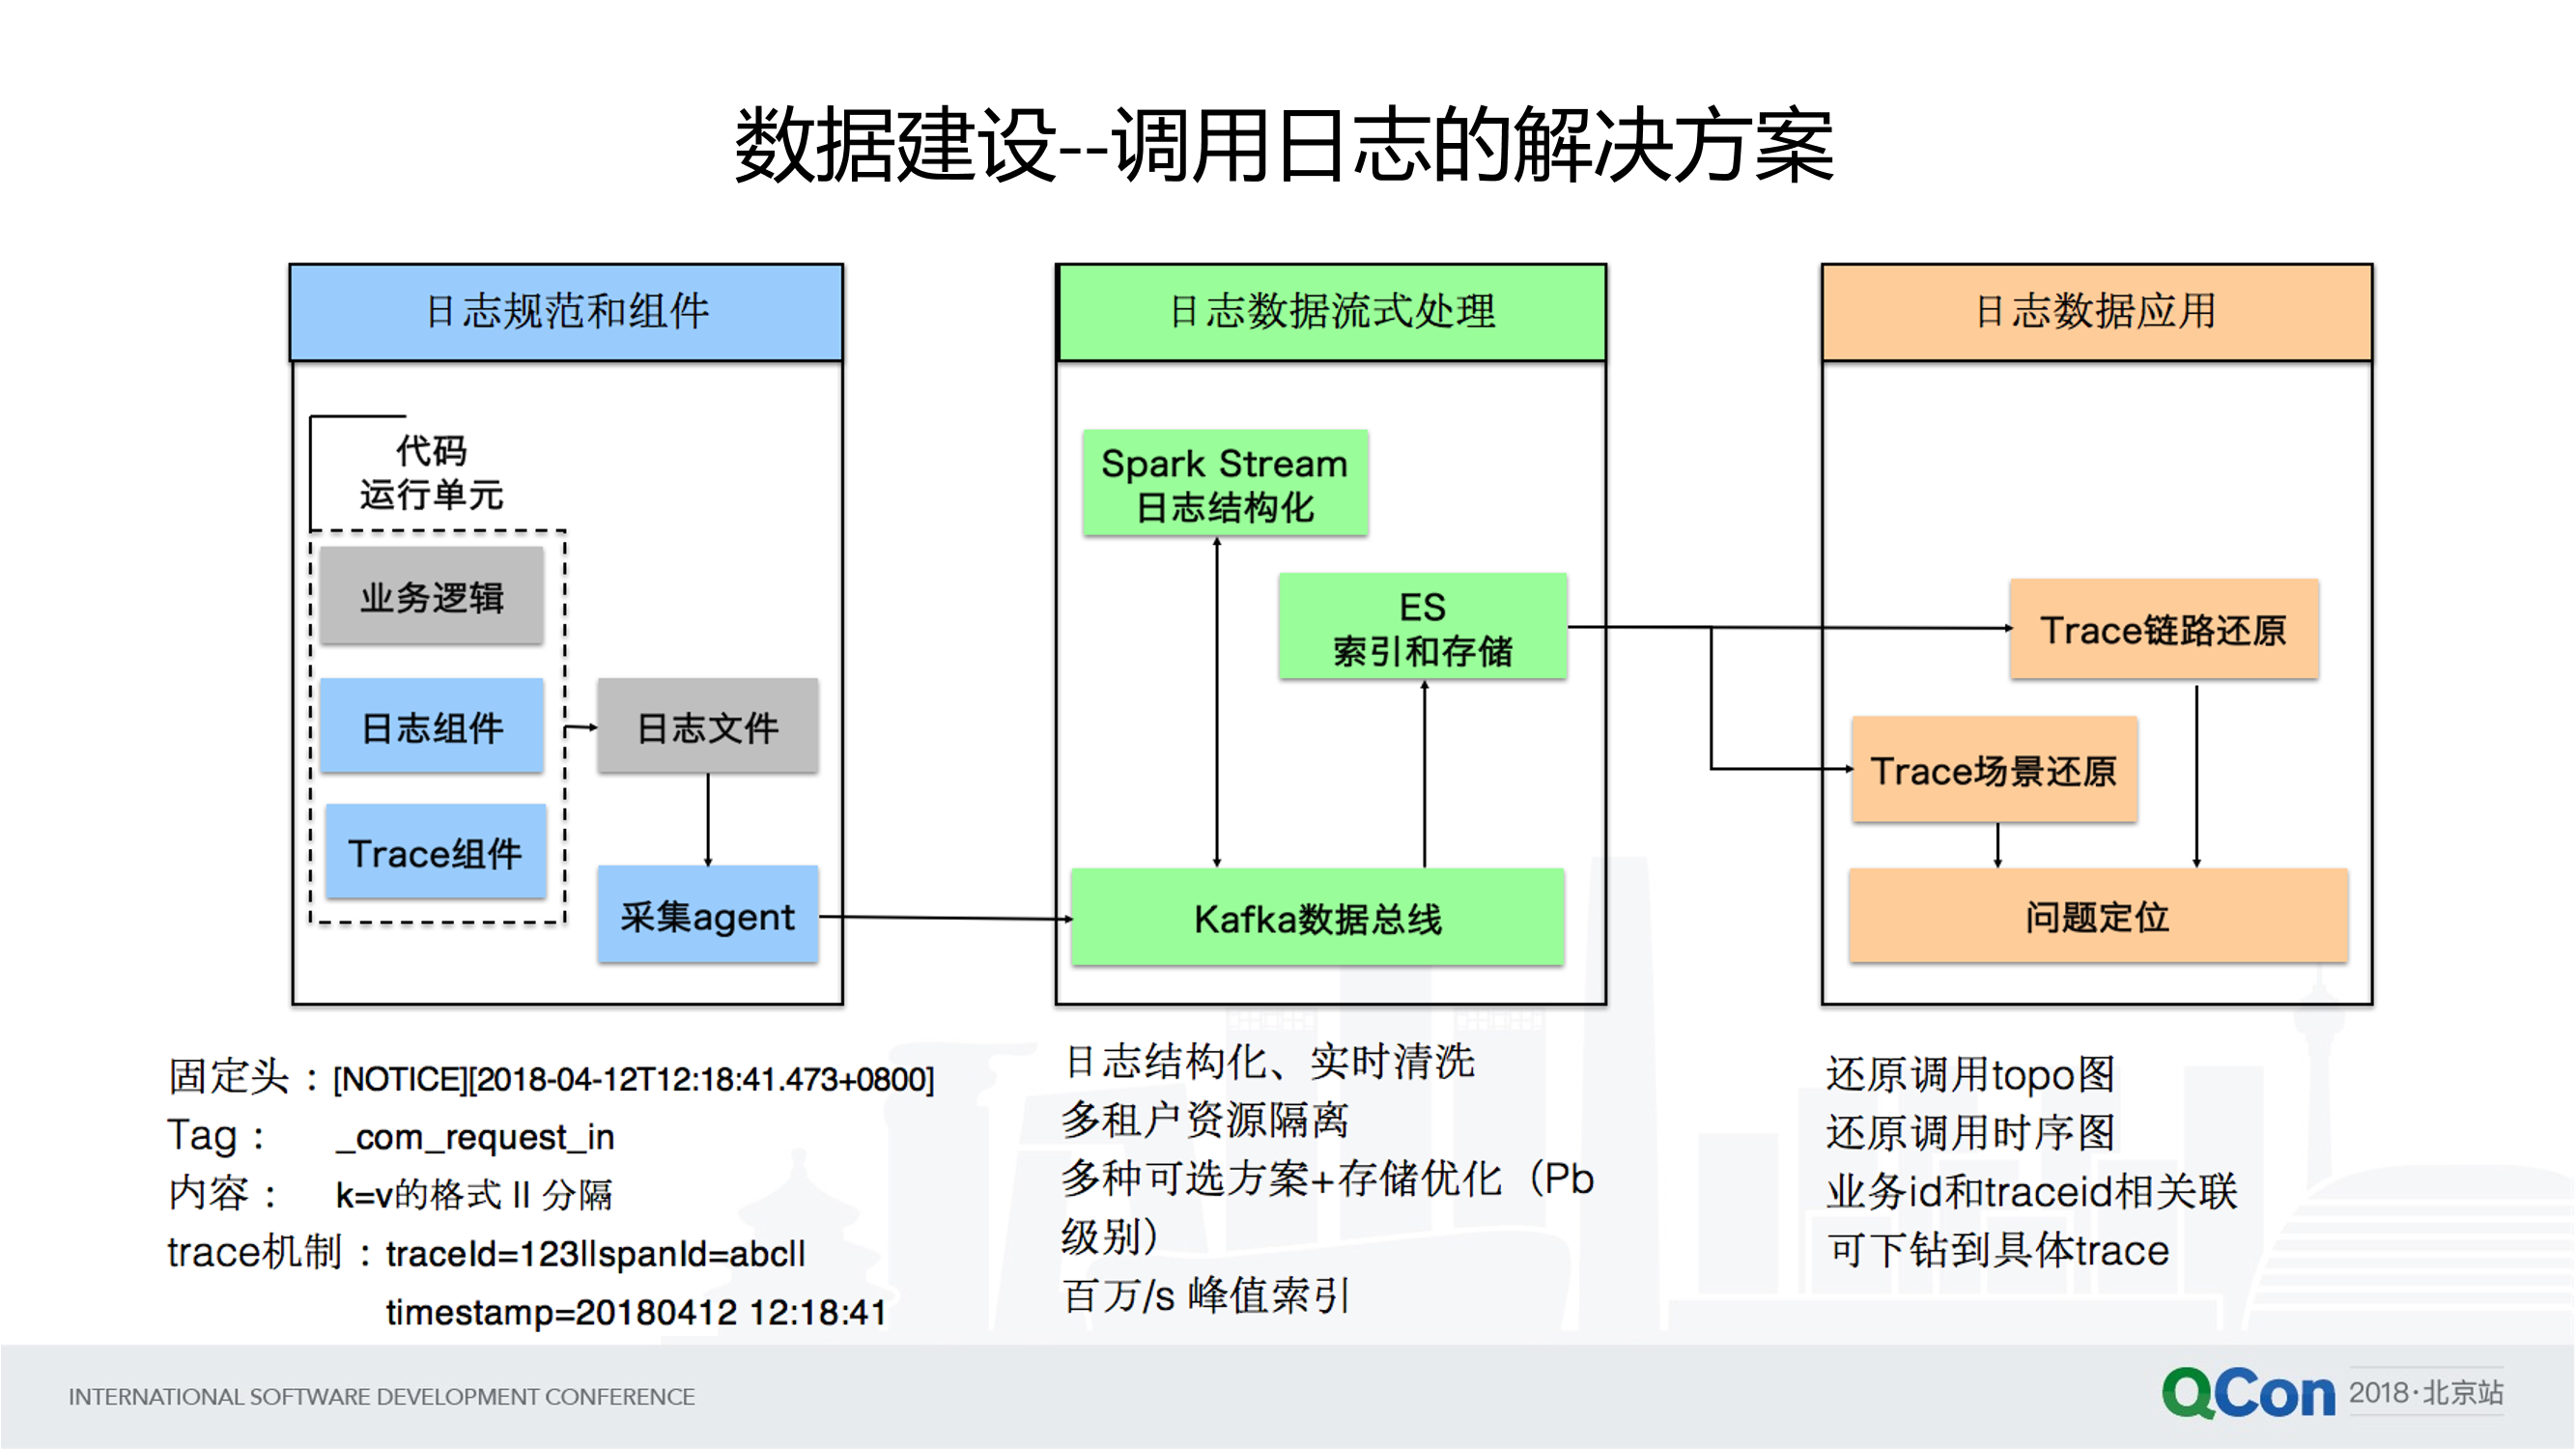 数据建设--调用日志的解决方案
日志规范和组件
代码
运行单元
业务逻辑
日志组件
日志文件
Trace组件
采集agent
固定头：[NOTICE][2018-04-12T12:18:41.473+0800]
Tag： _com_request_in
内容： k=v的格式 || 分隔
trace机制：traceId=123||spanId=abc||
timestamp=20180412 12:18:41
日志数据流式处理
Spark Stream
日志结构化
ES
索引和存储
Kafka数据总线
日志结构化、实时清洗
多租户资源隔离
多种可选方案+存储优化（Pb
级别）
百万/s 峰值索引
日志数据应用
Trace链路还原
Trace场景还原
问题定位
还原调用topo图
还原调用时序图
业务id和traceid相关联
可下钻到具体trace
INTERNATIONAL SOFTWARE DEVELOPMENT CONFERENCE
QCon 2018·北京站